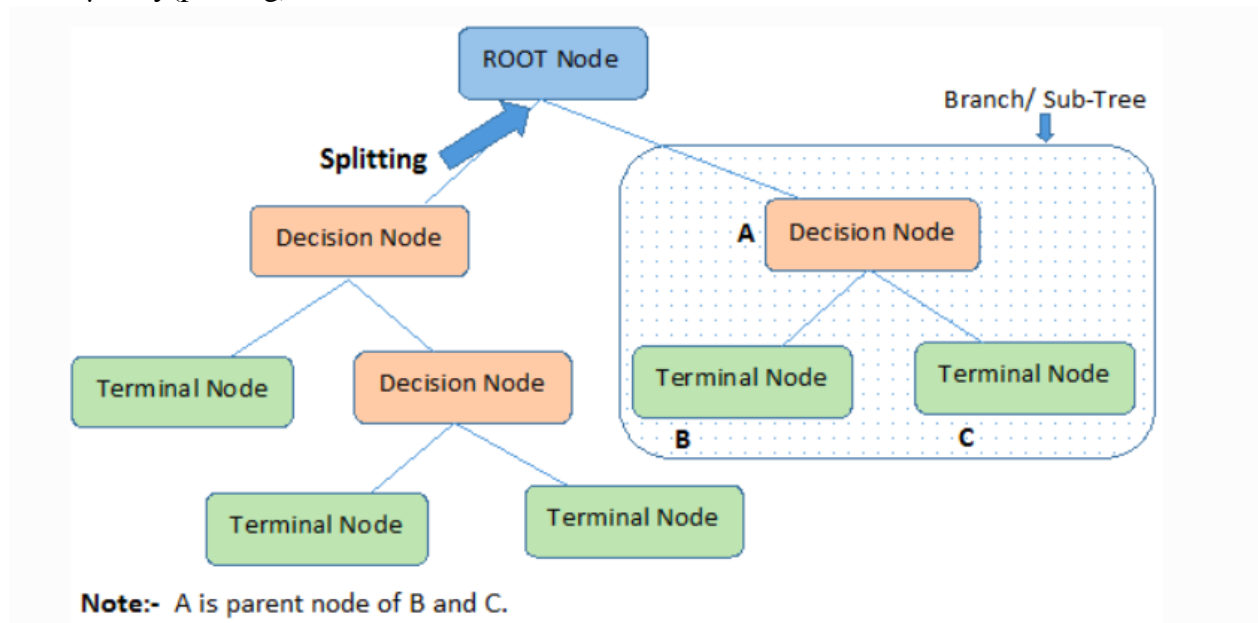 ROOT Node
Branch/ Sub-Tree
Splitting
Decision Node
A
Decision Node
Terminal Node
Decision Node
Terminal Node
Terminal Node
B
C
Terminal Node
Terminal Node
Note:- A is parent node of B and C.